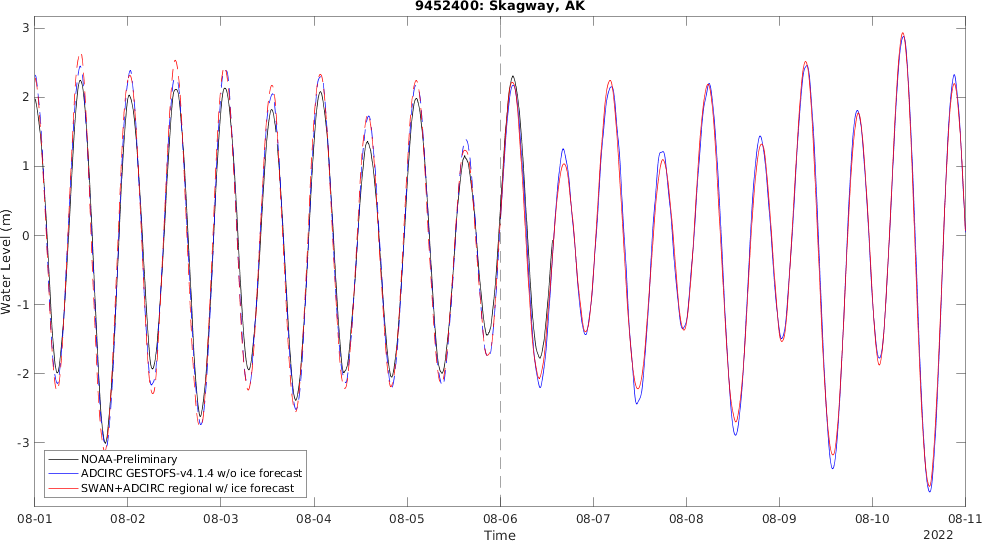 9452400: Skagway, AK
3
2
1
0
-1
-2
-3
Water Level (m)
NOAA-Preliminary
ADCIRC GESTOFS-v4.1.4 w/o ice forecast
SWAN+ADCIRC regional w/ ice forecast
08-01 08-02 08-03 08-04 08-05 08-06 08-07 08-08 08-09 08-10 08-11
Time
2022